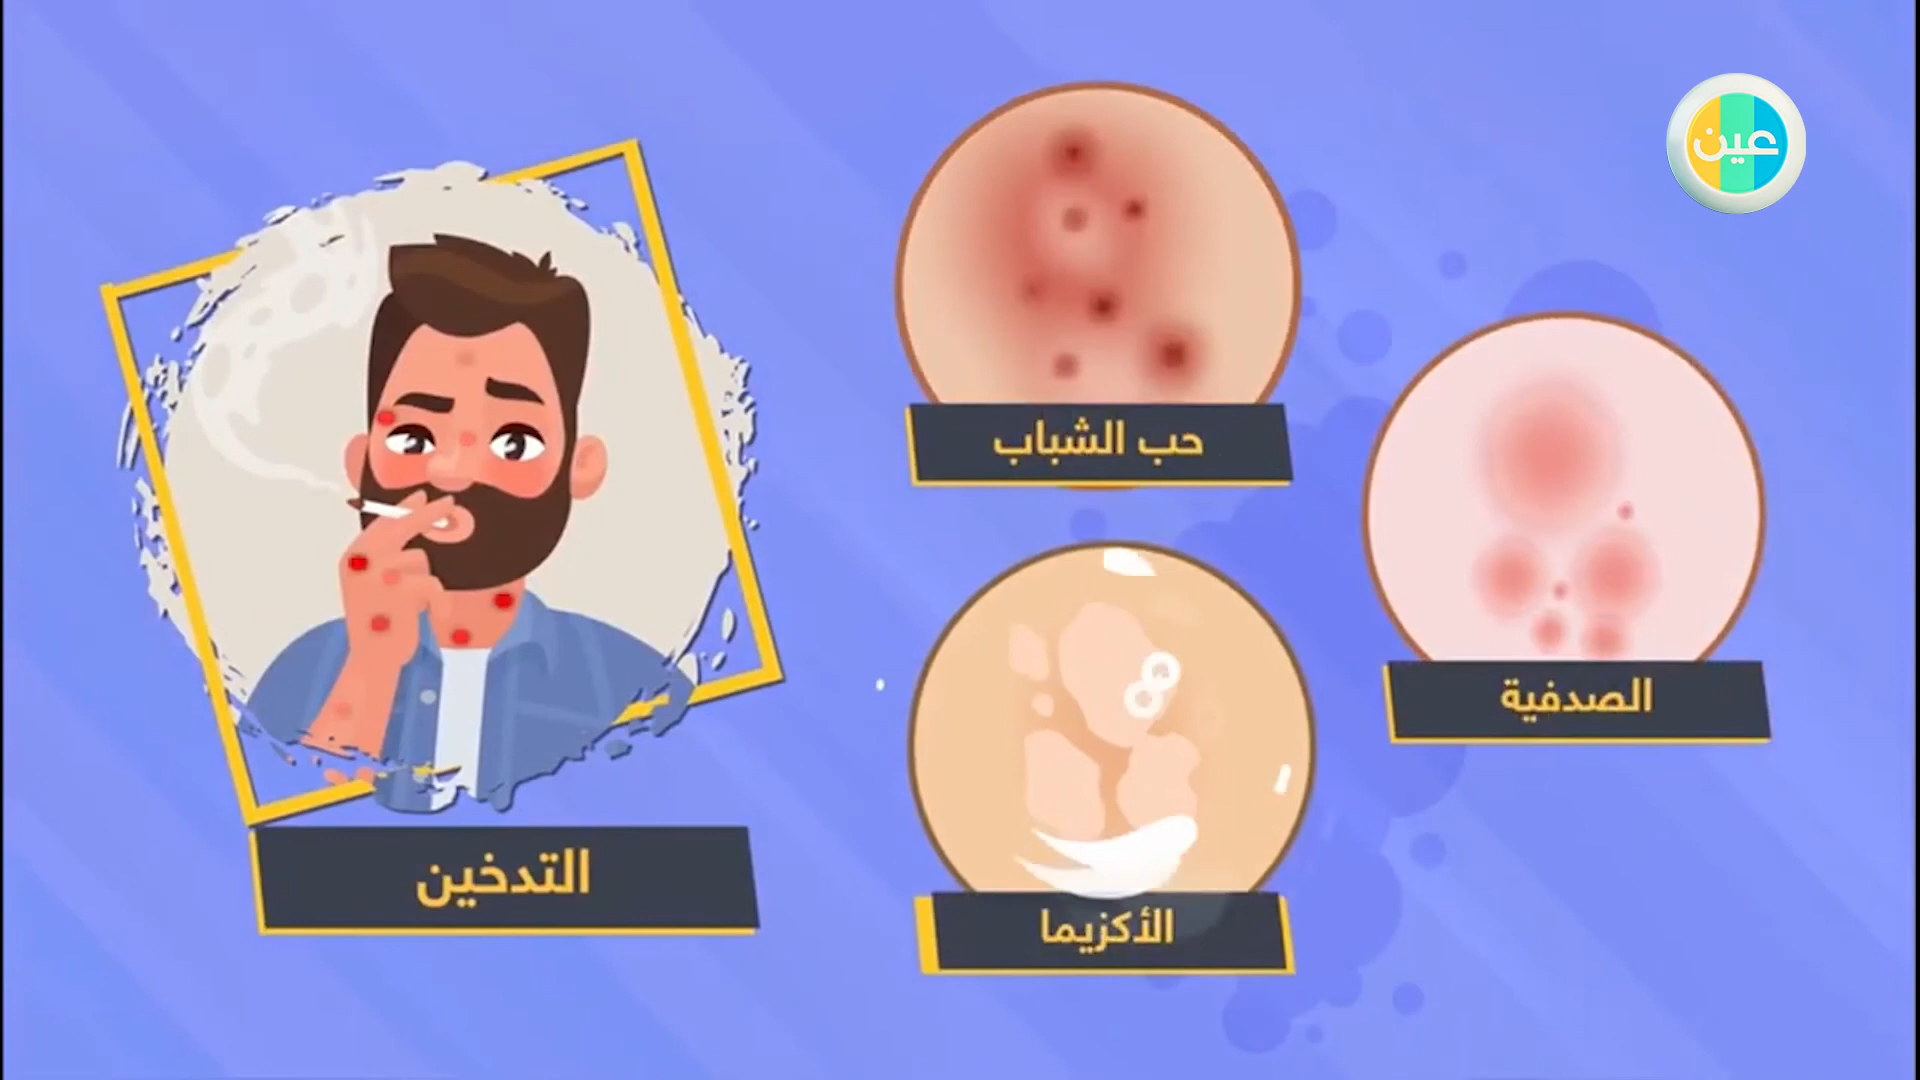 عين
حب الشباب
الصدفية
التدخين
الأكزيما